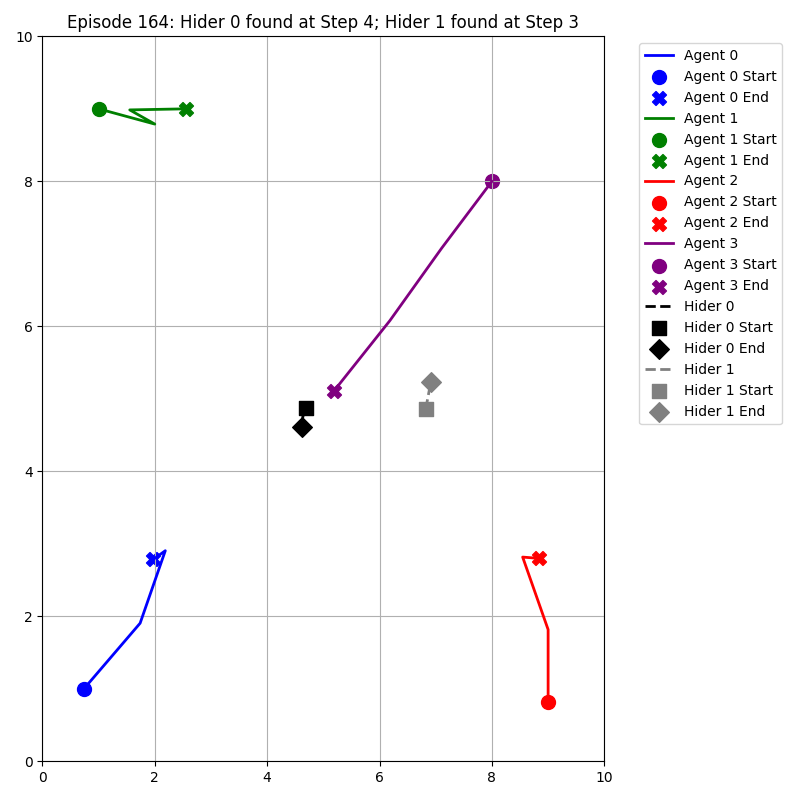 Episode 164: Hider 0 found at Step 4; Hider 1 found at Step 3
10
8
6
4
2
0
0 2 4 6 8 10
Agent 0
Agent 0 Start
Agent 0 End
Agent 1
Agent 1 Start
Agent 1 End
Agent 2
Agent 2 Start
Agent 2 End
Agent 3
Agent 3 Start
Agent 3 End
Hider 0
Hider 0 Start
Hider 0 End
Hider 1
Hider 1 Start
Hider 1 End